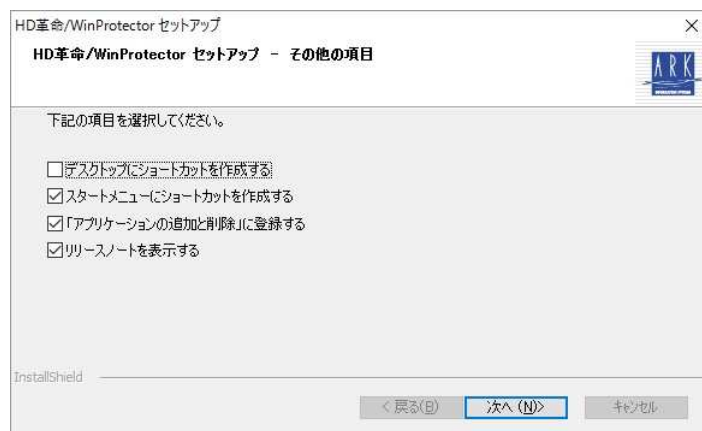 HD革命/WinProtector セットアップ
HD革命/WinProtector セットアップ - その他の項目
ARK
下記の項目を選択してください。
デスクトップにショートカットを作成する
スタートメニューにショートカットを作成する
「アプリケーションの追加と削除」に登録する
リリースノートを表示する
InstallShield
< 戻る(B)
次へ (N)>
キャンセル